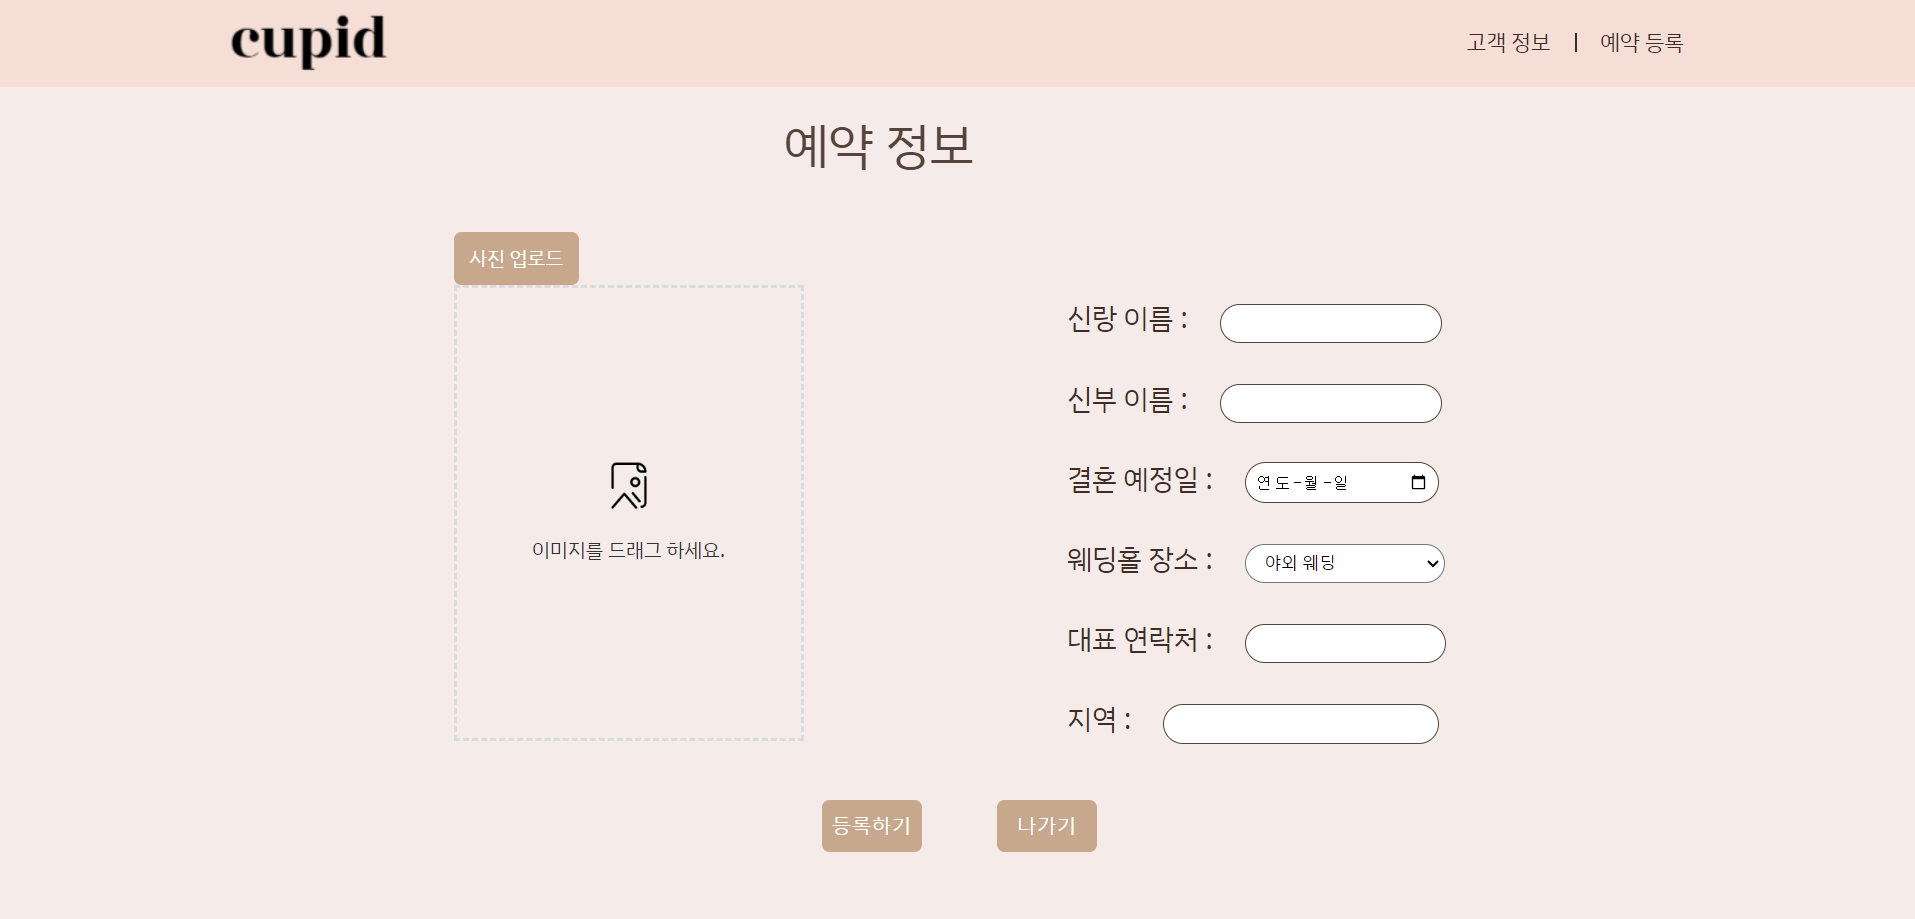 cupid
고객 정보 | 예약 등록
예약 정보
사진 업로드
이미지를 드래그 하세요.
신랑 이름 :
신부 이름 :
결혼 예정일 : 연도-월-일
웨딩홀 장소 : 야외 웨딩
대표 연락처 :
지역 :
등록하기 나가기